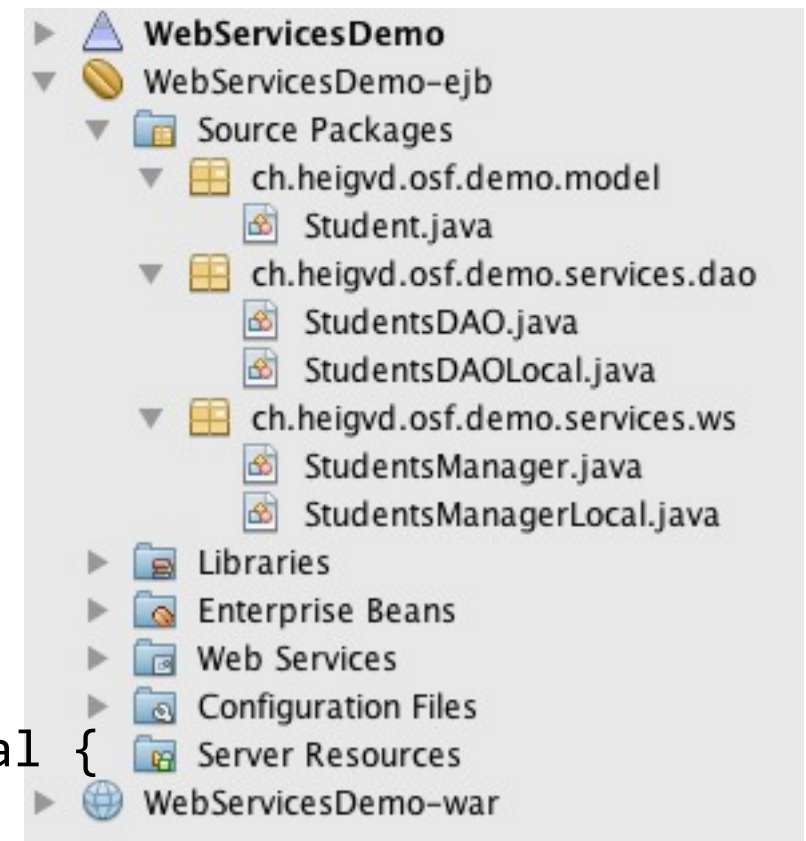 WebServicesDemo
WebServicesDemo-ejb
Source Packages
ch.heigvd.osf.demo.model
Student.java
ch.heigvd.osf.demo.services.dao
StudentsDAO.java
StudentsDAOLocal.java
ch.heigvd.osf.demo.services.ws
StudentsManager.java
StudentsManagerLocal.java
Libraries
Enterprise Beans
Web Services
Configuration Files
al {
Server Resources
WebServicesDemo-war